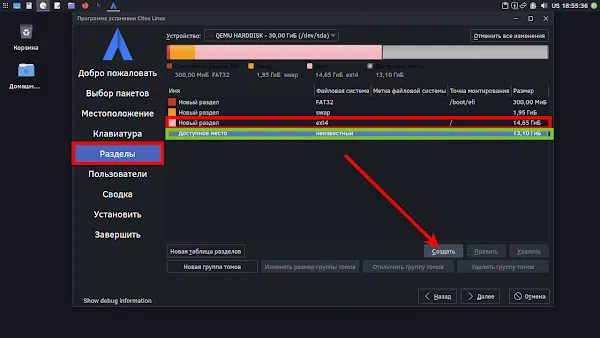 US 18:55:36
Программа установки Ctlos Linux
Корзина
Домашн...
Добро пожаловать
Выбор пакетов
Местоположение
Клавиатура
Разделы
Пользователи
Сводка
Установить
Завершить
Show debug information
Устройство: QEMU HARDDISK - 30,00 ГиБ (/dev/sda)
Отменить все изменения
300,00 МиБ FAT32 1,95 ГиБ swap 14,65 ГиБ ext4 13,10 ГиБ
Имя Файловая система Метка файловой системы Точка монтирования Размер
Новый раздел FAT32 /boot/efi 300,00 МиБ
Новый раздел swap 1,95 ГиБ
Новый раздел ext4 / 14,65 ГиБ
Доступное место неизвестный 13,10 ГиБ
Новая таблица разделов Создать Править Удалить
Новая группа томов Изменить размер группы томов Отключить группу томов Удалить группу томов
Назад Далее Отмена